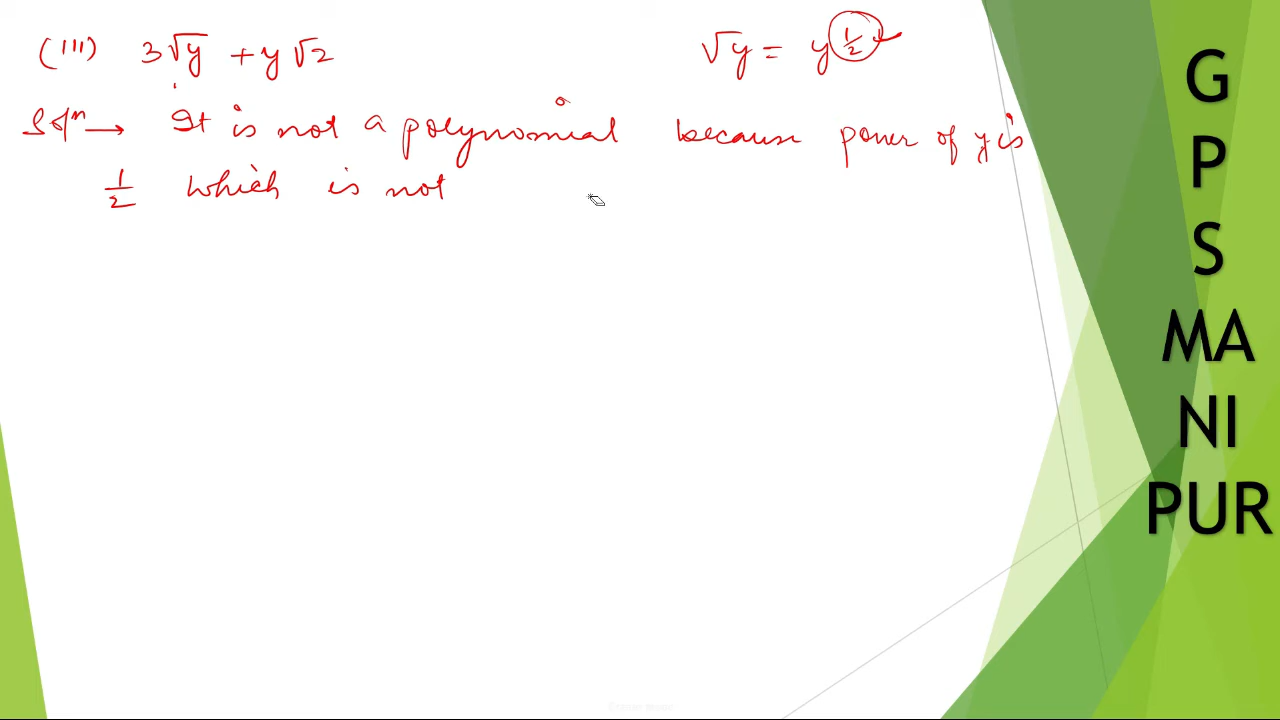 (III) 3√y + y√2
√y = y^{1/2}
Sol^n → It is not a polynomial because power of y is
1/2 which is not
G
P
S
MA
NI
PUR